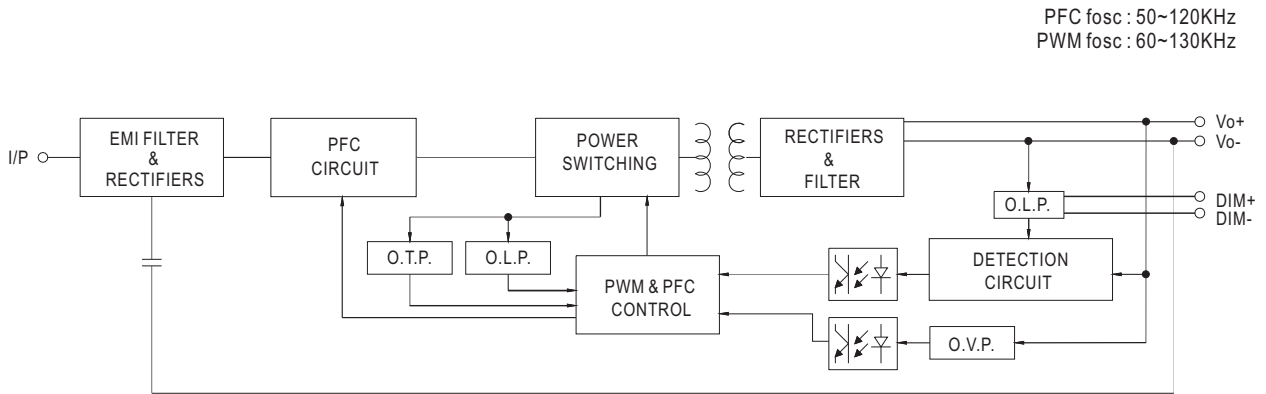 PFC fosc : 50~120KHz
PWM fosc : 60~130KHz
I/P
EMI FILTER
&
RECTIFIERS
PFC
CIRCUIT
POWER
SWITCHING
RECTIFIERS
&
FILTER
Vo+
Vo-
O.L.P.
DIM+
DIM-
O.T.P.
O.L.P.
PWM & PFC
CONTROL
DETECTION
CIRCUIT
O.V.P.